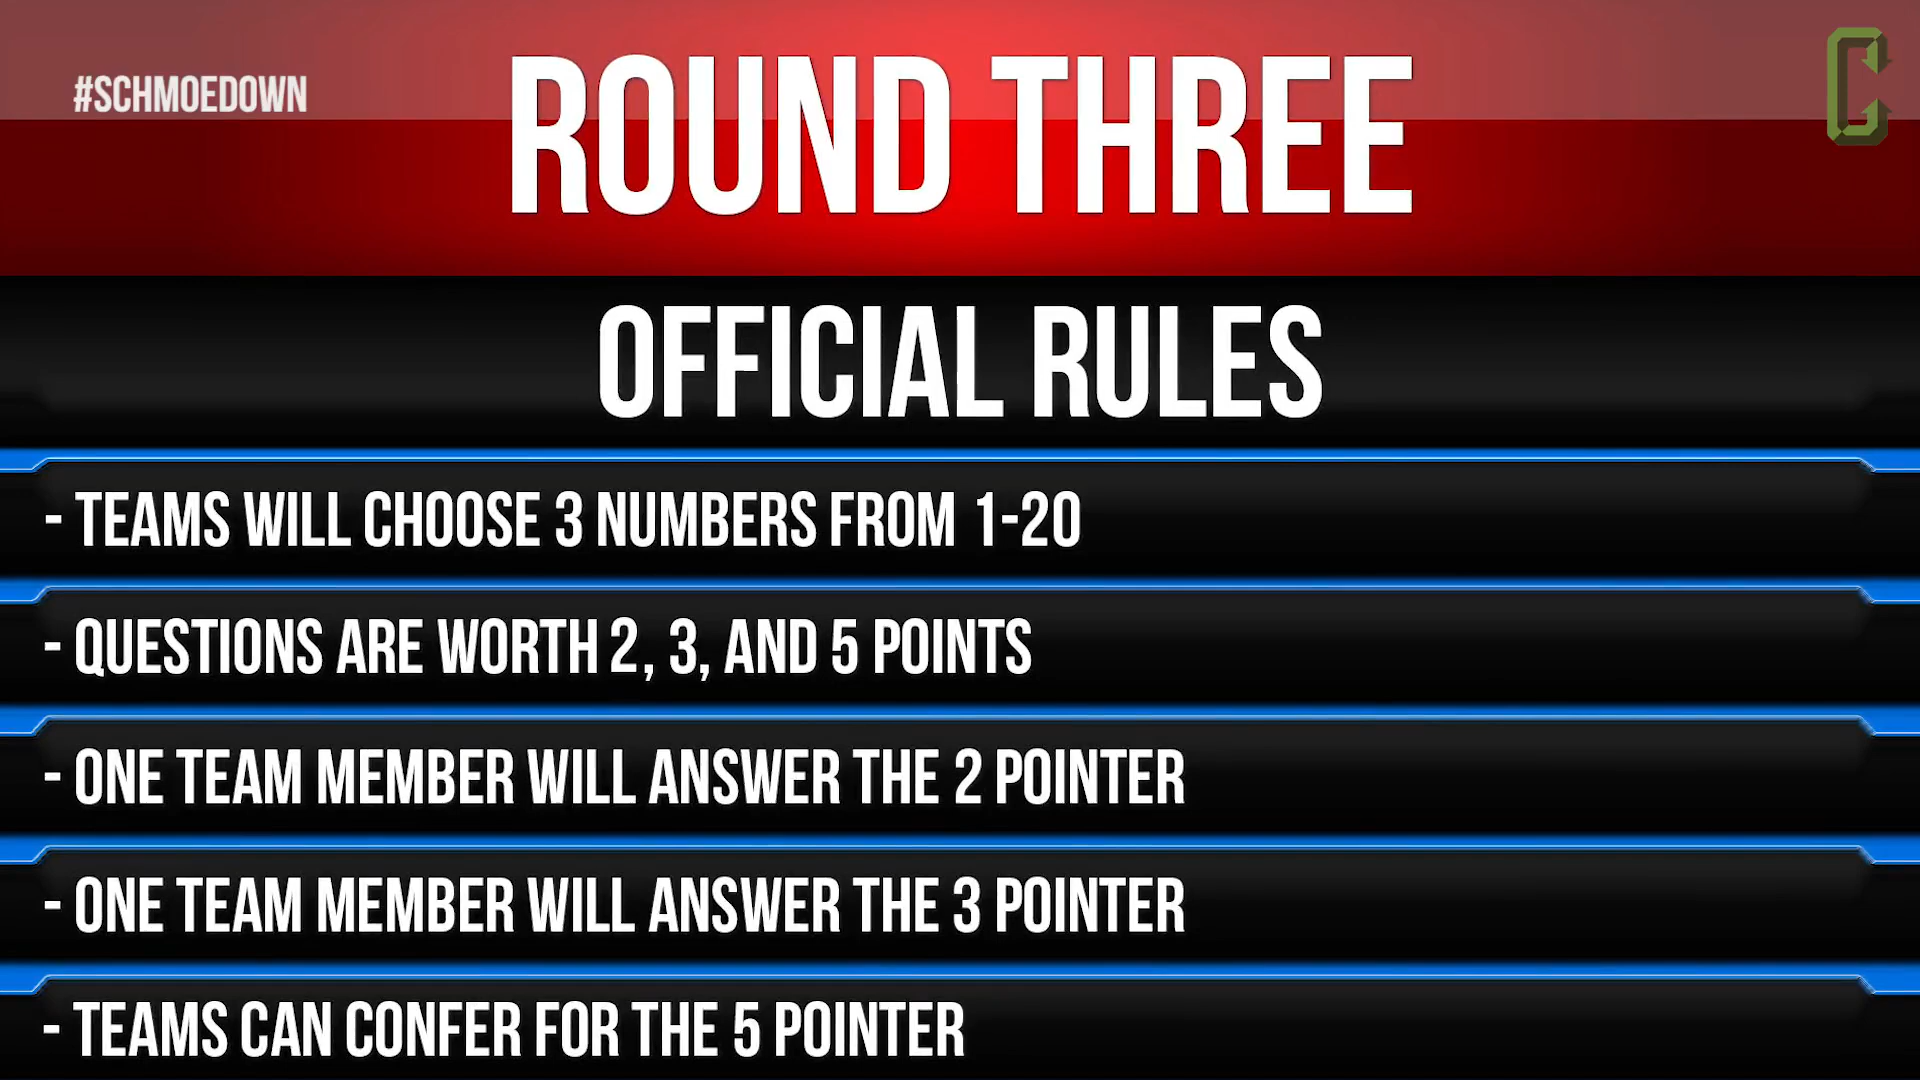 #SCHMOEDOWN
ROUND THREE
OFFICIAL RULES
- TEAMS WILL CHOOSE 3 NUMBERS FROM 1-20
- QUESTIONS ARE WORTH 2, 3, AND 5 POINTS
- ONE TEAM MEMBER WILL ANSWER THE 2 POINTER
- ONE TEAM MEMBER WILL ANSWER THE 3 POINTER
- TEAMS CAN CONFER FOR THE 5 POINTER